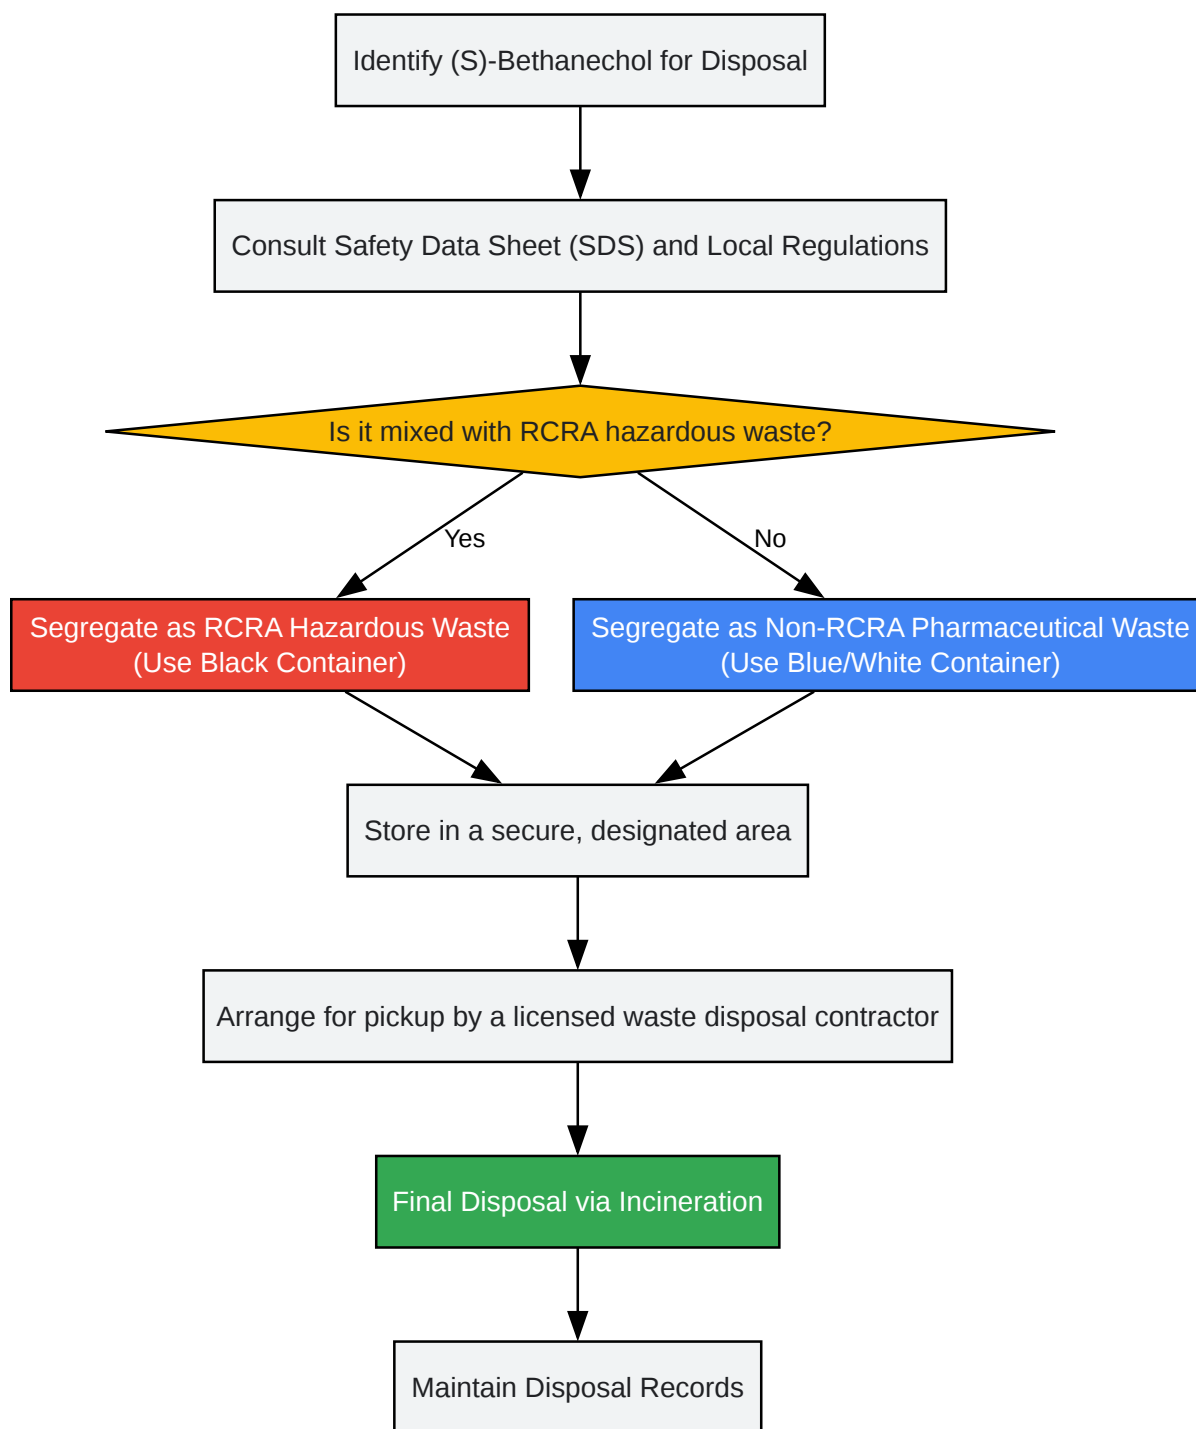 Identify (S)-Bethanechol for Disposal
Consult Safety Data Sheet (SDS) and Local Regulations
Is it mixed with RCRA hazardous waste?
Yes
No
Segregate as RCRA Hazardous Waste
(Use Black Container)
Segregate as Non-RCRA Pharmaceutical Waste
(Use Blue/White Container)
Store in a secure, designated area
Arrange for pickup by a licensed waste disposal contractor
Final Disposal via Incineration
Maintain Disposal Records